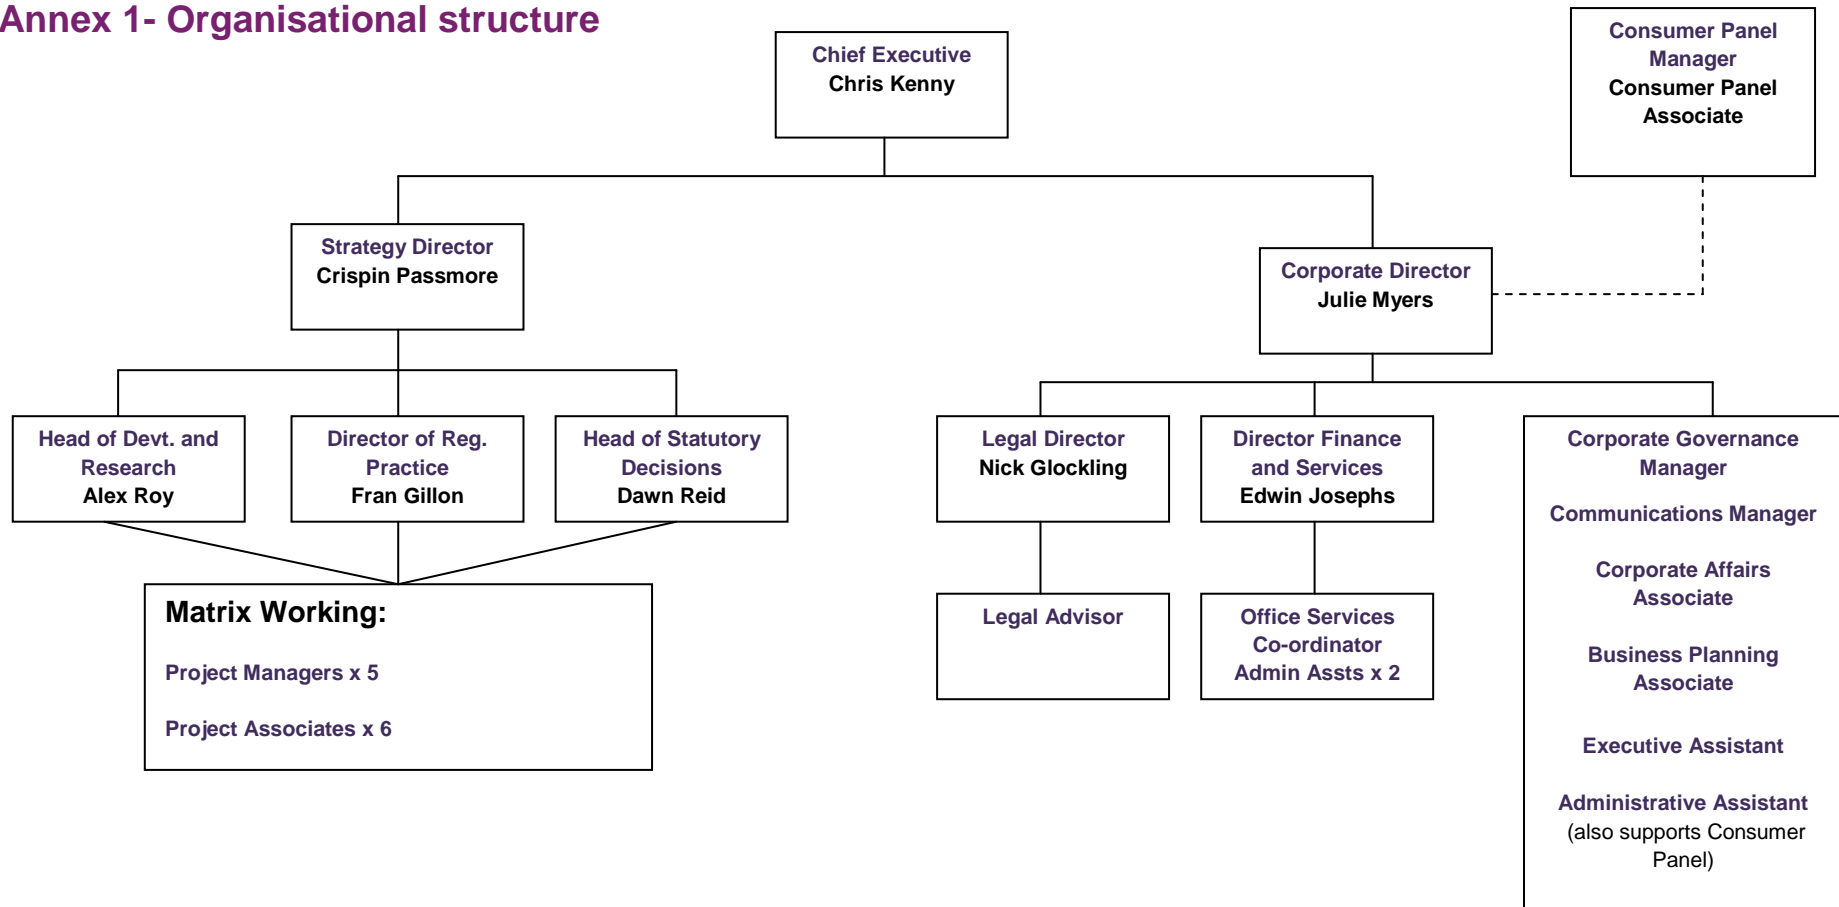 Annex 1- Organisational structure
Chief Executive
Chris Kenny
Consumer Panel
Manager
Consumer Panel
Associate
Strategy Director
Crispin Passmore
Corporate Director
Julie Myers
Head of Devt. and
Research
Alex Roy
Director of Reg.
Practice
Fran Gillon
Head of Statutory
Decisions
Dawn Reid
Legal Director
Nick Glockling
Director Finance
and Services
Edwin Josephs
Corporate Governance
Manager
Communications Manager
Corporate Affairs
Associate
Business Planning
Associate
Executive Assistant
Administrative Assistant
(also supports Consumer
Panel)
Matrix Working:
Project Managers x 5
Project Associates x 6
Legal Advisor
Office Services
Co-ordinator
Admin Assts x 2